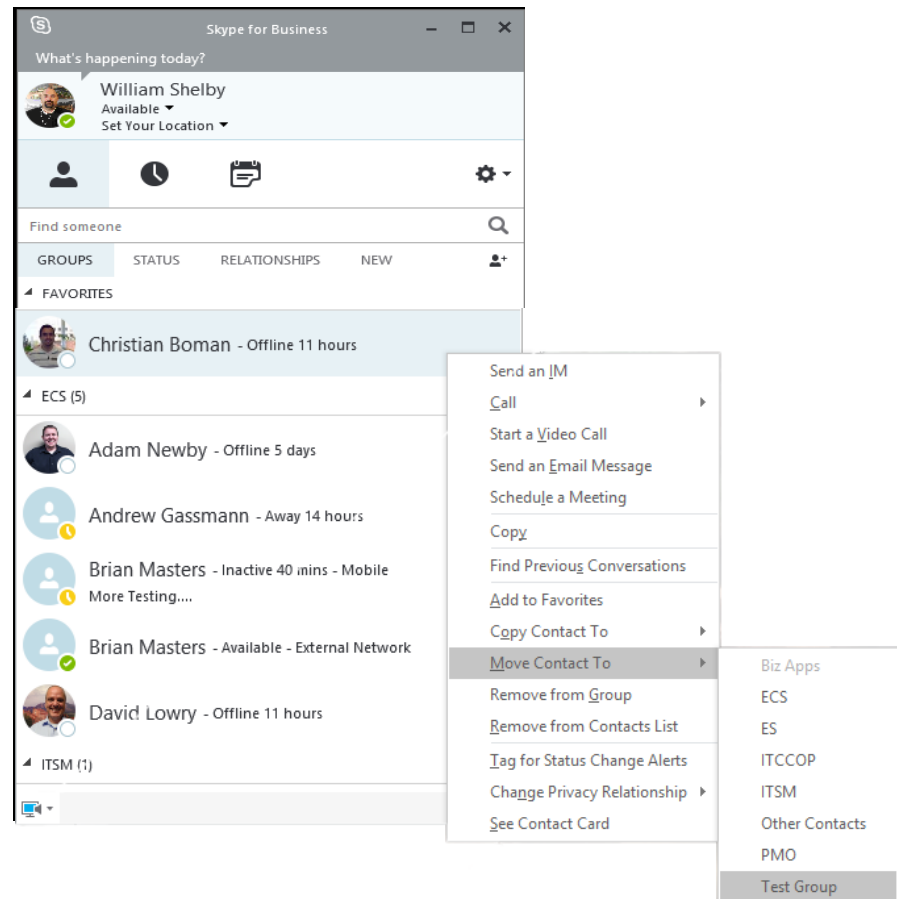 Skype for Business
What's happening today?
William Shelby
Available
Set Your Location
Find someone
GROUPS STATUS RELATIONSHIPS NEW
FAVORITES
Christian Boman - Offline 11 hours
ECS (5)
Adam Newby - Offline 5 days
Andrew Gassmann - Away 14 hours
Brian Masters - Inactive 40 mins - Mobile
More Testing....
Brian Masters - Available - External Network
David Lowry - Offline 11 hours
ITSM (1)
Send an IM
Call
Start a Video Call
Send an Email Message
Schedule a Meeting
Copy
Find Previous Conversations
Add to Favorites
Copy Contact To
Move Contact To
Remove from Group
Remove from Contacts List
Tag for Status Change Alerts
Change Privacy Relationship
See Contact Card
Biz Apps
ECS
ES
ITCCOP
ITSM
Other Contacts
PMO
Test Group